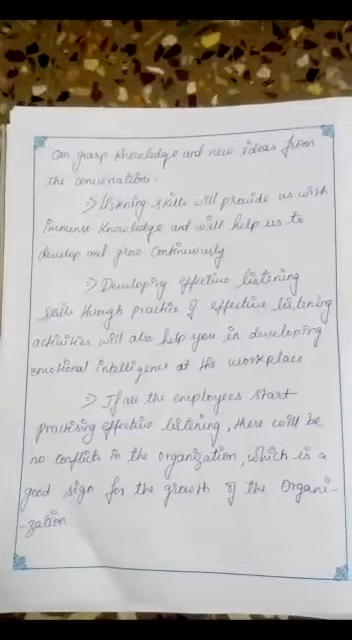 Can grasp knowledge and new ideas from
the conversation.
=> Listening skills will provide us with
immense knowledge and will help us to
develop and grow continuously
=> Developing effective listening
skills through practice of effective listening
activities will also help you in developing
emotional intelligence at the workplace.
=> If all the employees start
practising effective listening, there will be
no conflicts in the organization, which is a
good sign for the growth of the Organi-
-zation